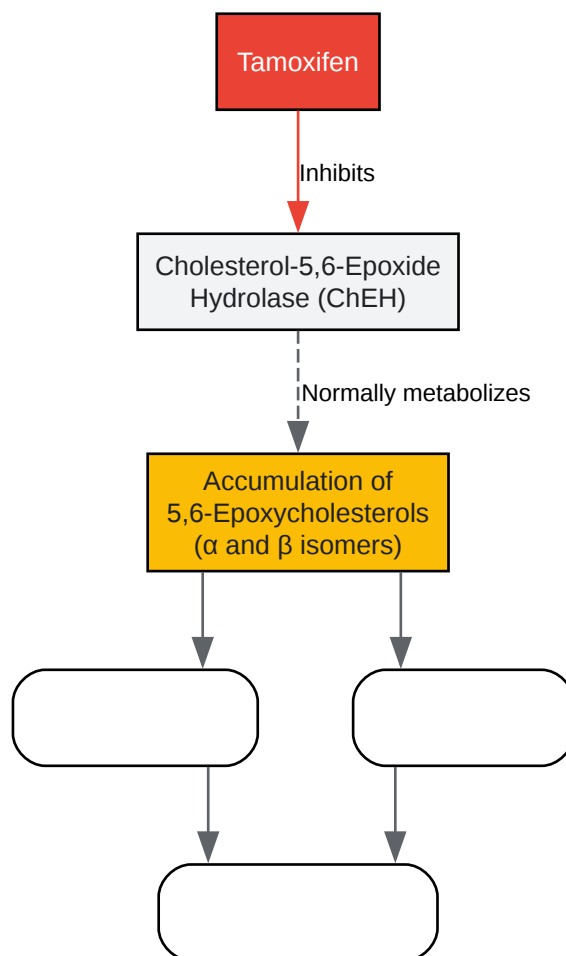 Tamoxifen
Inhibits
Cholesterol-5,6-Epoxide
Hydrolase (ChEH)
Normally metabolizes
Accumulation of
5,6-Epoxycholesterols
(α and β isomers)